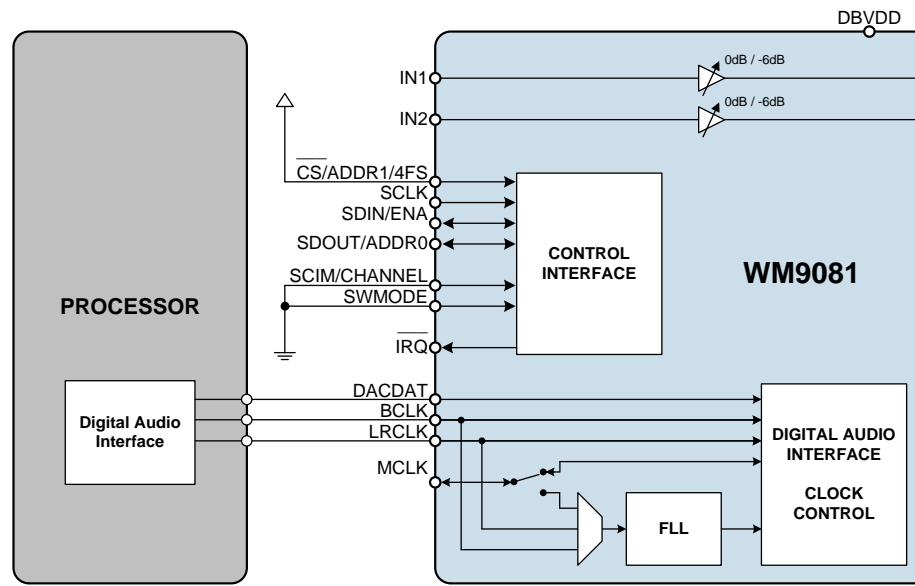 DBVDD
IN1
0dB / -6dB
IN2
0dB / -6dB
CS/ADDR1/4FS
SCLK
SDIN/ENA
SDOUT/ADDR0
SCIM/CHANNEL
SWMODE
IRQ
CONTROL
INTERFACE
WM9081
PROCESSOR
Digital Audio
Interface
DACDAT
BCLK
LRCLK
MCLK
FLL
DIGITAL AUDIO
INTERFACE
CLOCK
CONTROL